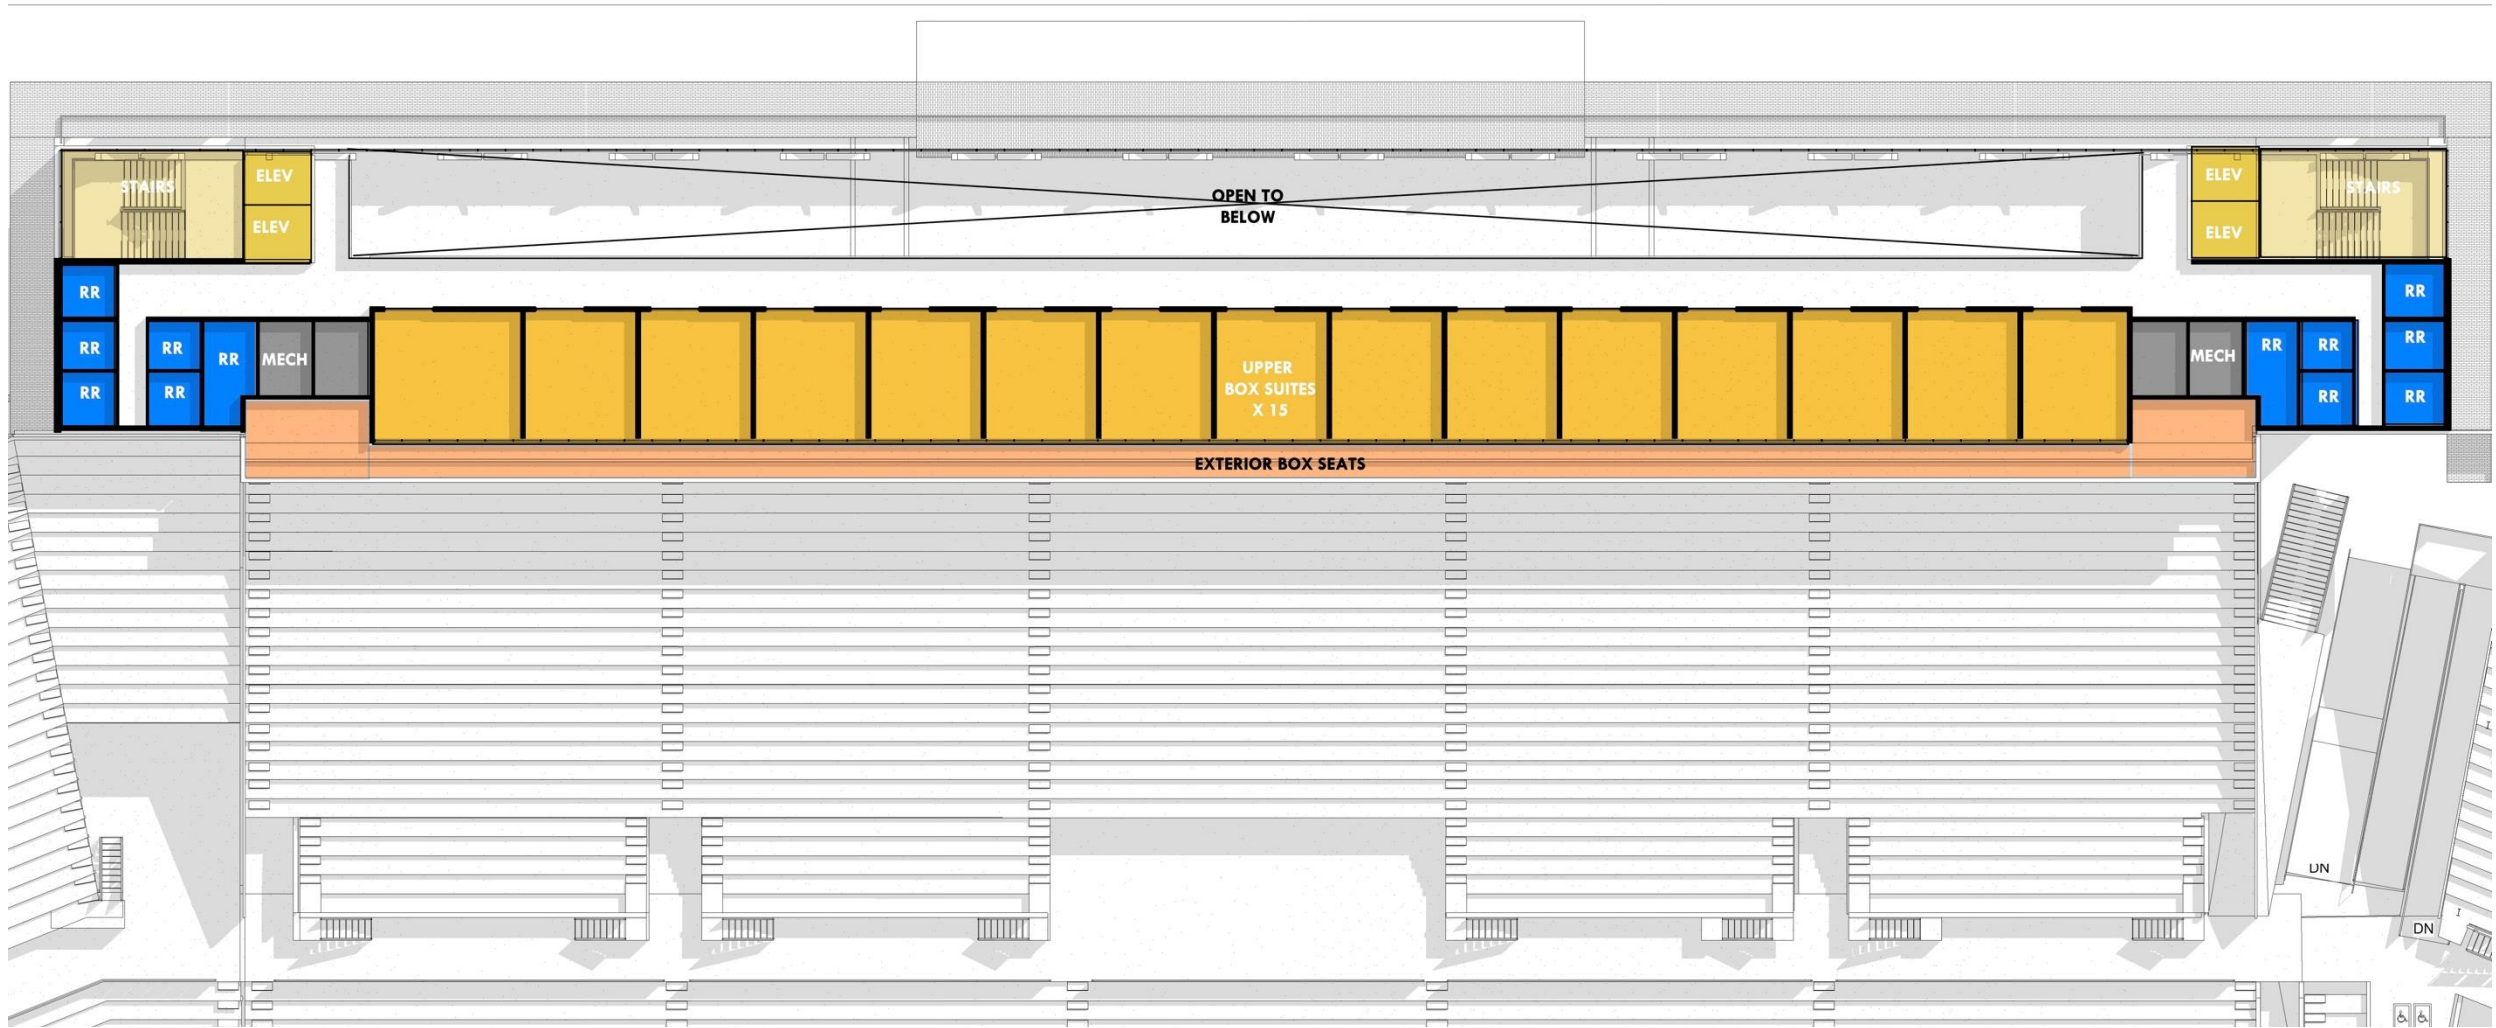 STAIRS
ELEV
ELEV
OPEN TO
BELOW
ELEV
ELEV
STAIRS
RR
RR
RR
RR
RR
RR
MECH
UPPER
BOX SUITES
X 15
MECH
RR
RR
RR
RR
RR
RR
EXTERIOR BOX SEATS
DN
DN